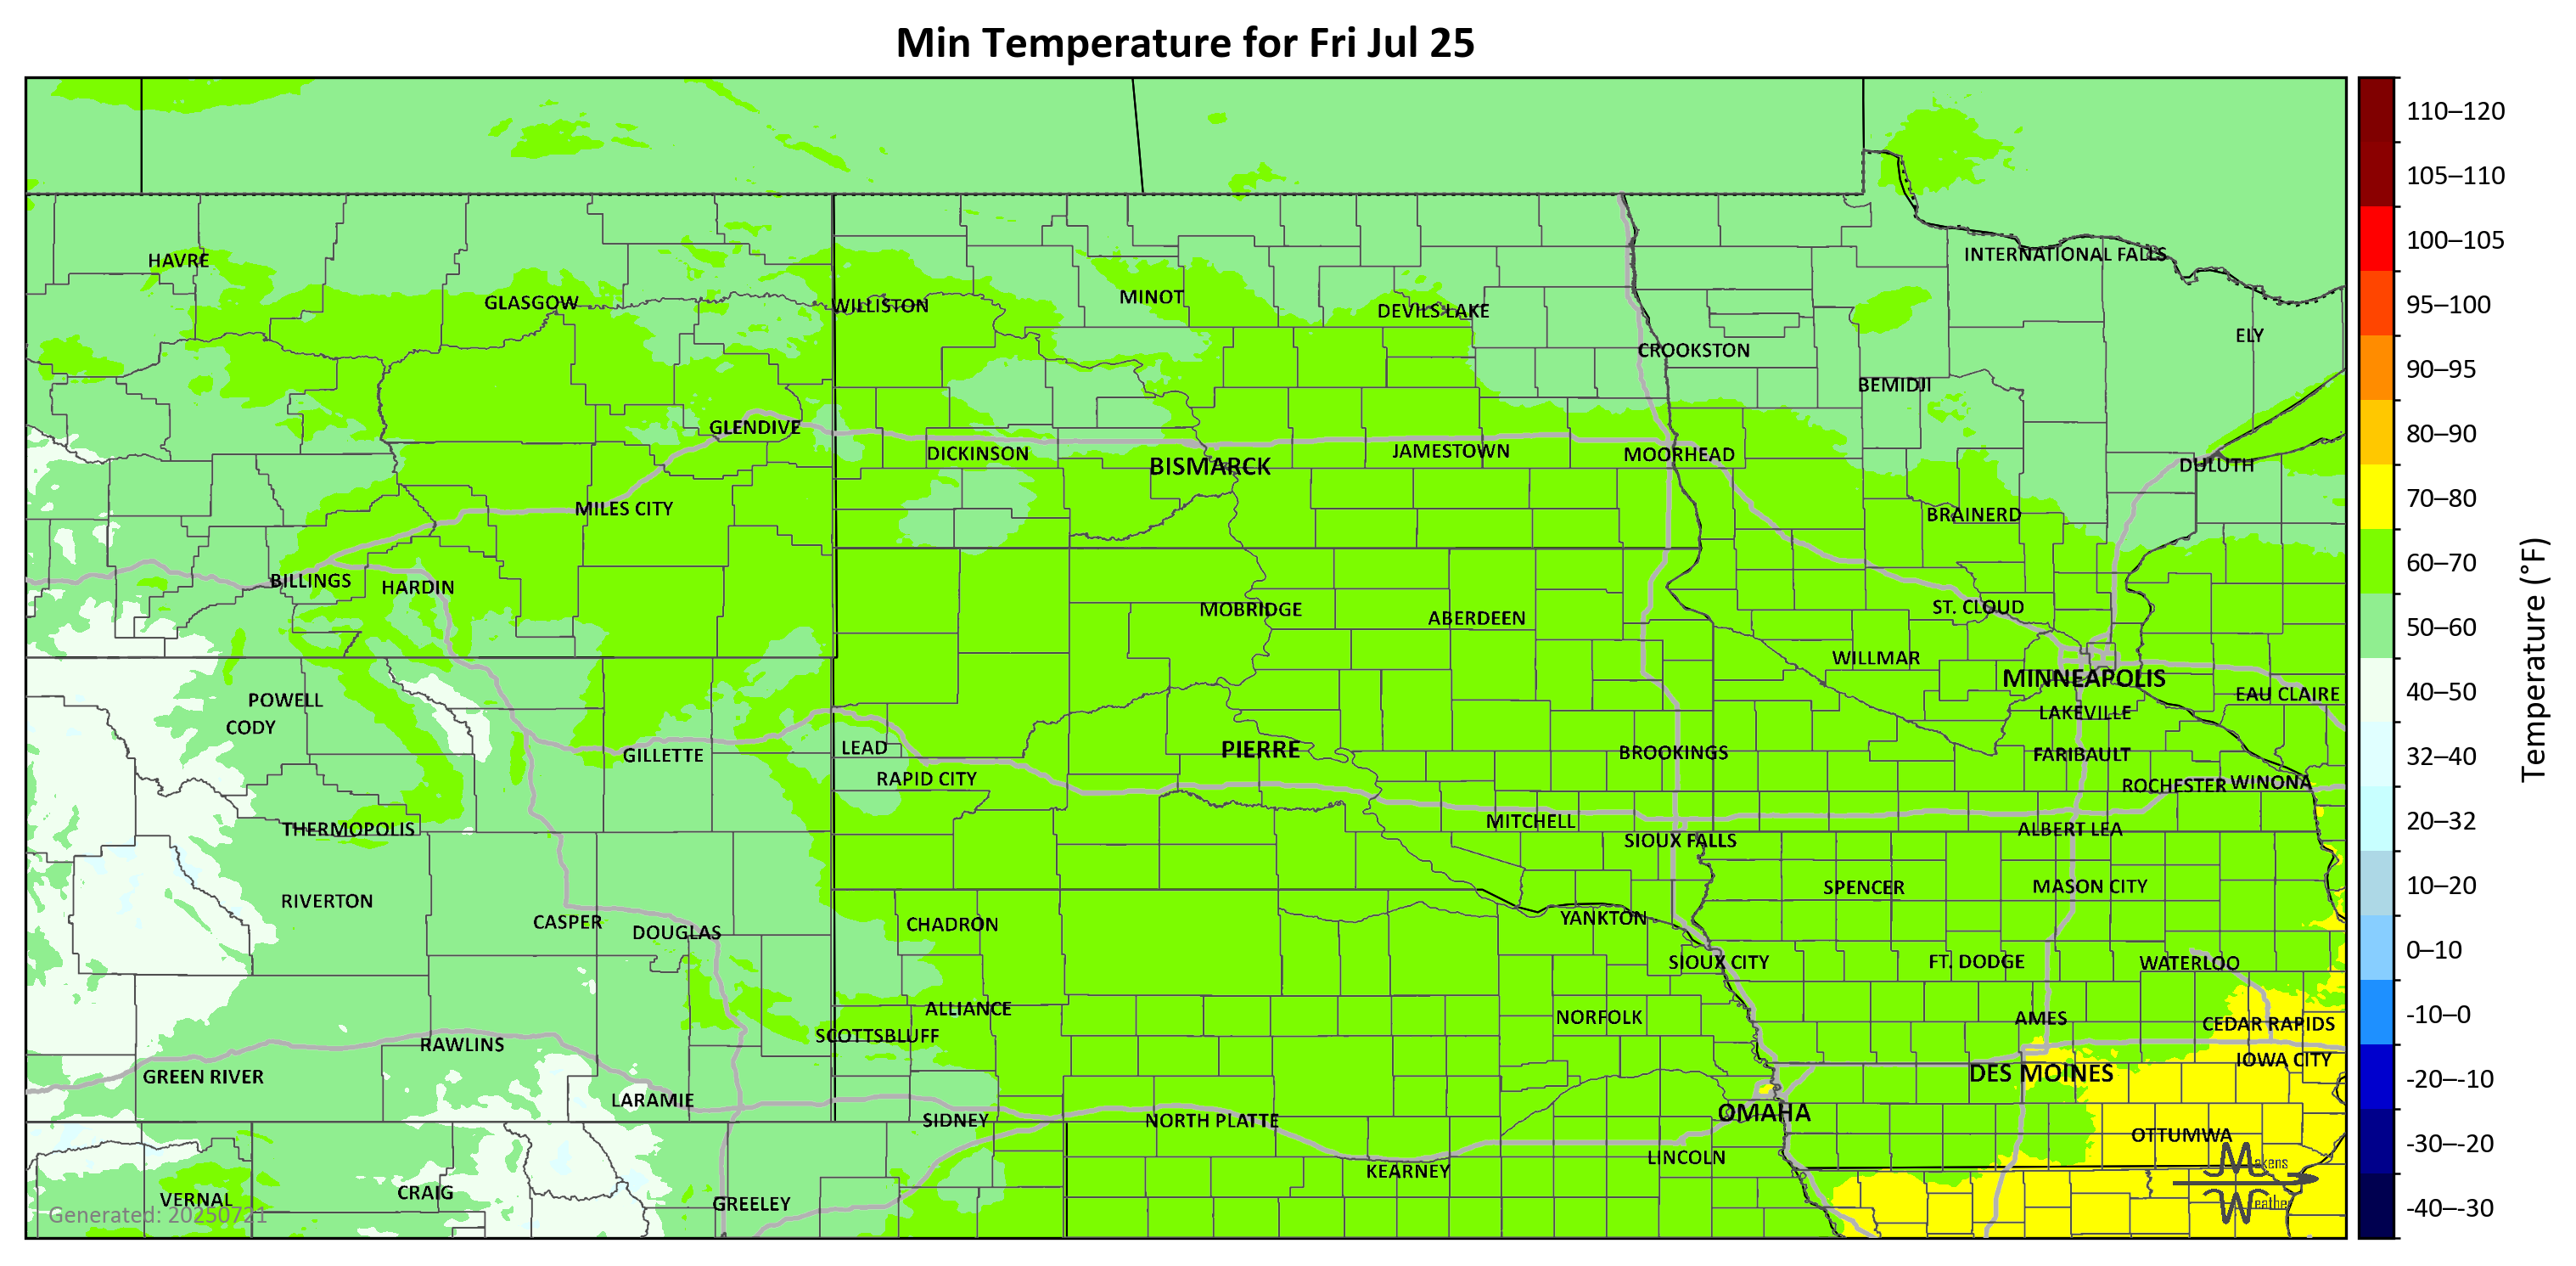 Min Temperature for Fri Jul 25
HAVRE
GLASGOW
WILLISTON
MINOT
DEVILS LAKE
INTERNATIONAL FALLS
ELY
CROOKSTON
BEMIDJI
GLENDIVE
DICKINSON
BISMARCK
JAMESTOWN
MOORHEAD
DULUTH
MILES CITY
BRAINERD
BILLINGS
HARDIN
MOBRIDGE
ABERDEEN
ST. CLOUD
WILLMAR
MINNEAPOLIS
EAU CLAIRE
POWELL
CODY
LAKEVILLE
GILLETTE
LEAD
RAPID CITY
PIERRE
BROOKINGS
FARIBAULT
ROCHESTER
WINONA
THERMOPOLIS
MITCHELL
SIOUX FALLS
ALBERT LEA
RIVERTON
SPENCER
MASON CITY
CASPER
DOUGLAS
CHADRON
YANKTON
SIOUX CITY
FT. DODGE
WATERLOO
ALLIANCE
NORFOLK
AMES
CEDAR RAPIDS
SCOTTSBLUFF
RAWLINS
IOWA CITY
GREEN RIVER
DES MOINES
LARAMIE
SIDNEY
NORTH PLATTE
OMAHA
OTTUMWA
LINCOLN
KEARNEY
VERNAL
CRAIG
GREELEY
Generated: 20250721
Makens
Weather
110–120
105–110
100–105
95–100
90–95
80–90
70–80
60–70
50–60
40–50
32–40
20–32
10–20
0–10
-10–0
-20–-10
-30–-20
-40–-30
Temperature (°F)